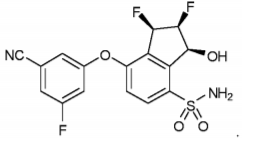 F F
NC O OH
F
S NH₂
O O
.